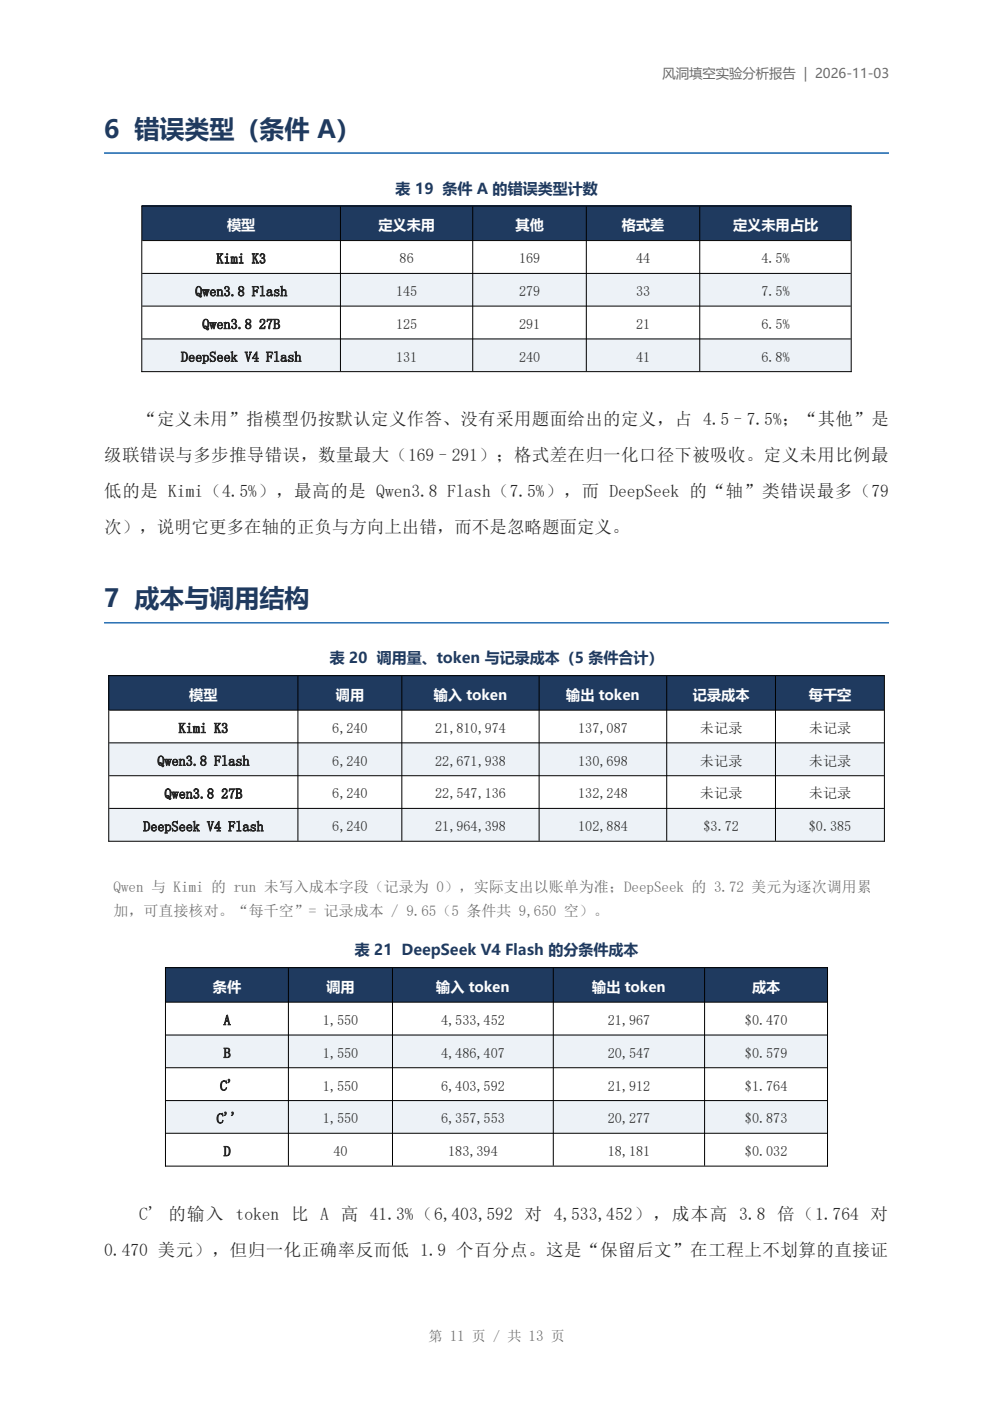 风洞填空实验分析报告 | 2026-11-03
6 错误类型（条件 A）
表 19 条件 A 的错误类型计数
模型 定义未用 其他 格式差 定义未用占比
Kimi K3 86 169 44 4.5%
Qwen3.8 Flash 145 279 33 7.5%
Qwen3.8 27B 125 291 21 6.5%
DeepSeek V4 Flash 131 240 41 6.8%
“定义未用”指模型仍按默认定义作答、没有采用题面给出的定义，占 4.5–7.5%；“其他”是
级联错误与多步推导错误，数量最大（169–291）；格式差在归一化口径下被吸收。定义未用比例最
低的是 Kimi（4.5%），最高的是 Qwen3.8 Flash（7.5%），而 DeepSeek 的“轴”类错误最多（79
次），说明它更多在轴的正负与方向上出错，而不是忽略题面定义。
7 成本与调用结构
表 20 调用量、token 与记录成本（5 条件合计）
模型 调用 输入 token 输出 token 记录成本 每千空
Kimi K3 6,240 21,810,974 137,087 未记录 未记录
Qwen3.8 Flash 6,240 22,671,938 130,698 未记录 未记录
Qwen3.8 27B 6,240 22,547,136 132,248 未记录 未记录
DeepSeek V4 Flash 6,240 21,964,398 102,884 $3.72 $0.385
Qwen 与 Kimi 的 run 未写入成本字段（记录为 0），实际支出以账单为准；DeepSeek 的 3.72 美元为逐次调用累
加，可直接核对。“每千空”= 记录成本 / 9.65（5 条件共 9,650 空）。
表 21 DeepSeek V4 Flash 的分条件成本
条件 调用 输入 token 输出 token 成本
A 1,550 4,533,452 21,967 $0.470
B 1,550 4,486,407 20,547 $0.579
C' 1,550 6,403,592 21,912 $1.764
C'' 1,550 6,357,553 20,277 $0.873
D 40 183,394 18,181 $0.032
C' 的输入 token 比 A 高 41.3%（6,403,592 对 4,533,452），成本高 3.8 倍（1.764 对
0.470 美元），但归一化正确率反而低 1.9 个百分点。这是“保留后文”在工程上不划算的直接证
第 11 页 / 共 13 页